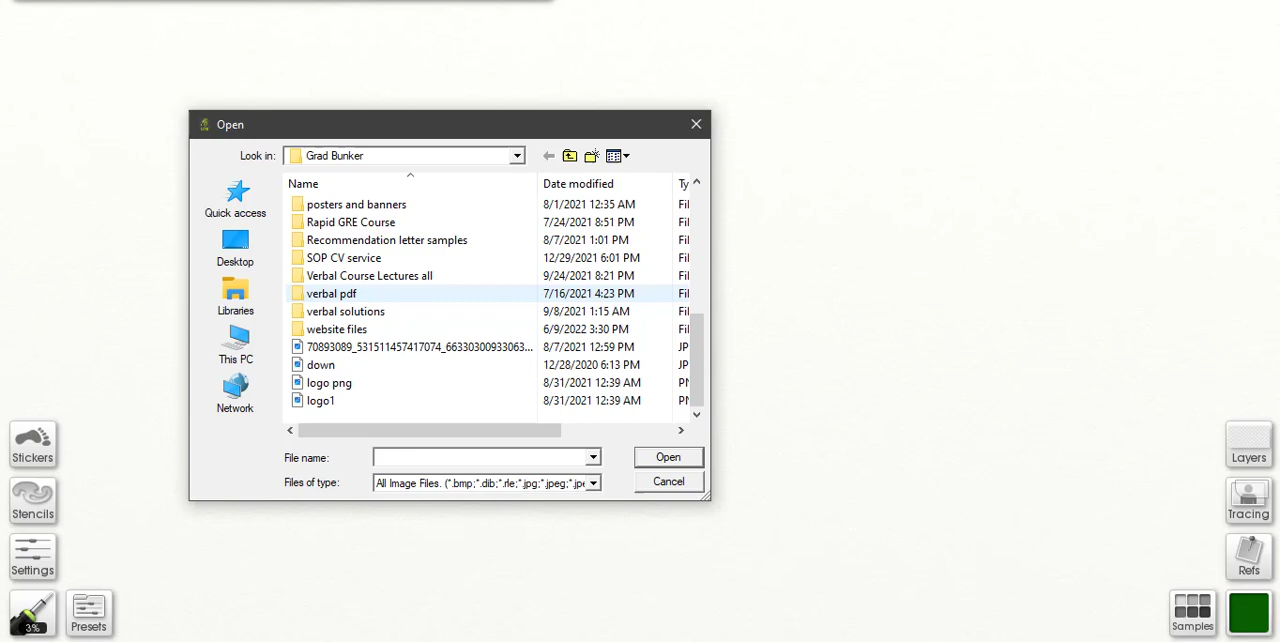 Open
Look in: Grad Bunker
Name Date modified Ty
posters and banners 8/1/2021 12:35 AM Fil
Rapid GRE Course 7/24/2021 8:51 PM Fil
Recommendation letter samples 8/7/2021 1:01 PM Fil
SOP CV service 12/29/2021 6:01 PM Fil
Verbal Course Lectures all 9/24/2021 8:21 PM Fil
verbal pdf 7/16/2021 4:23 PM Fil
verbal solutions 9/8/2021 1:15 AM Fil
website files 6/9/2022 3:30 PM Fil
70893089_531511457417074_66330300933063... 8/7/2021 12:59 PM JP
down 12/28/2020 6:13 PM JP
logo png 8/31/2021 12:39 AM PN
logo1 8/31/2021 12:39 AM PN
Quick access
Desktop
Libraries
This PC
Network
File name: Open
Files of type: All Image Files. (*.bmp;*.dib;*.rle;*.jpg;*.jpeg;*.jpe Cancel
Stickers
Stencils
Settings
3%
Presets
Layers
Tracing
Refs
Samples